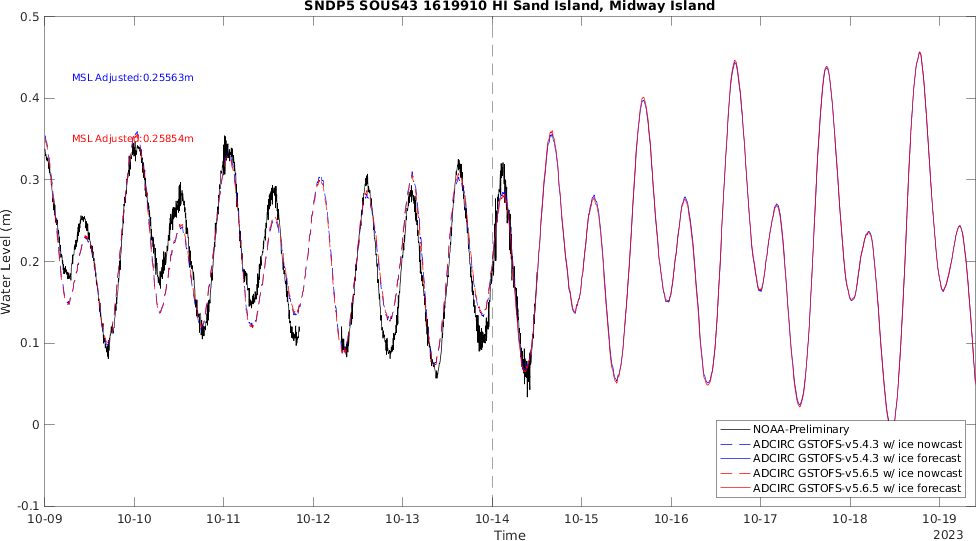 SNDP5 SOUS43 1619910 HI Sand Island, Midway Island
0.5
0.4
0.3
0.2
0.1
0
-0.1
Water Level (m)
MSL Adjusted:0.25563m
MSL Adjusted:0.25854m
NOAA-Preliminary
ADCIRC GSTOFS-v5.4.3 w/ ice nowcast
ADCIRC GSTOFS-v5.4.3 w/ ice forecast
ADCIRC GSTOFS-v5.6.5 w/ ice nowcast
ADCIRC GSTOFS-v5.6.5 w/ ice forecast
10-09 10-10 10-11 10-12 10-13 10-14 10-15 10-16 10-17 10-18 10-19
Time
2023